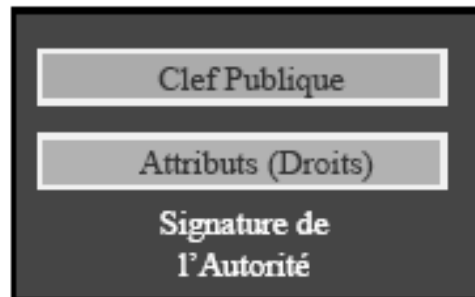 Clef Publique
Attributs (Droits)
Signature de
l'Autorité